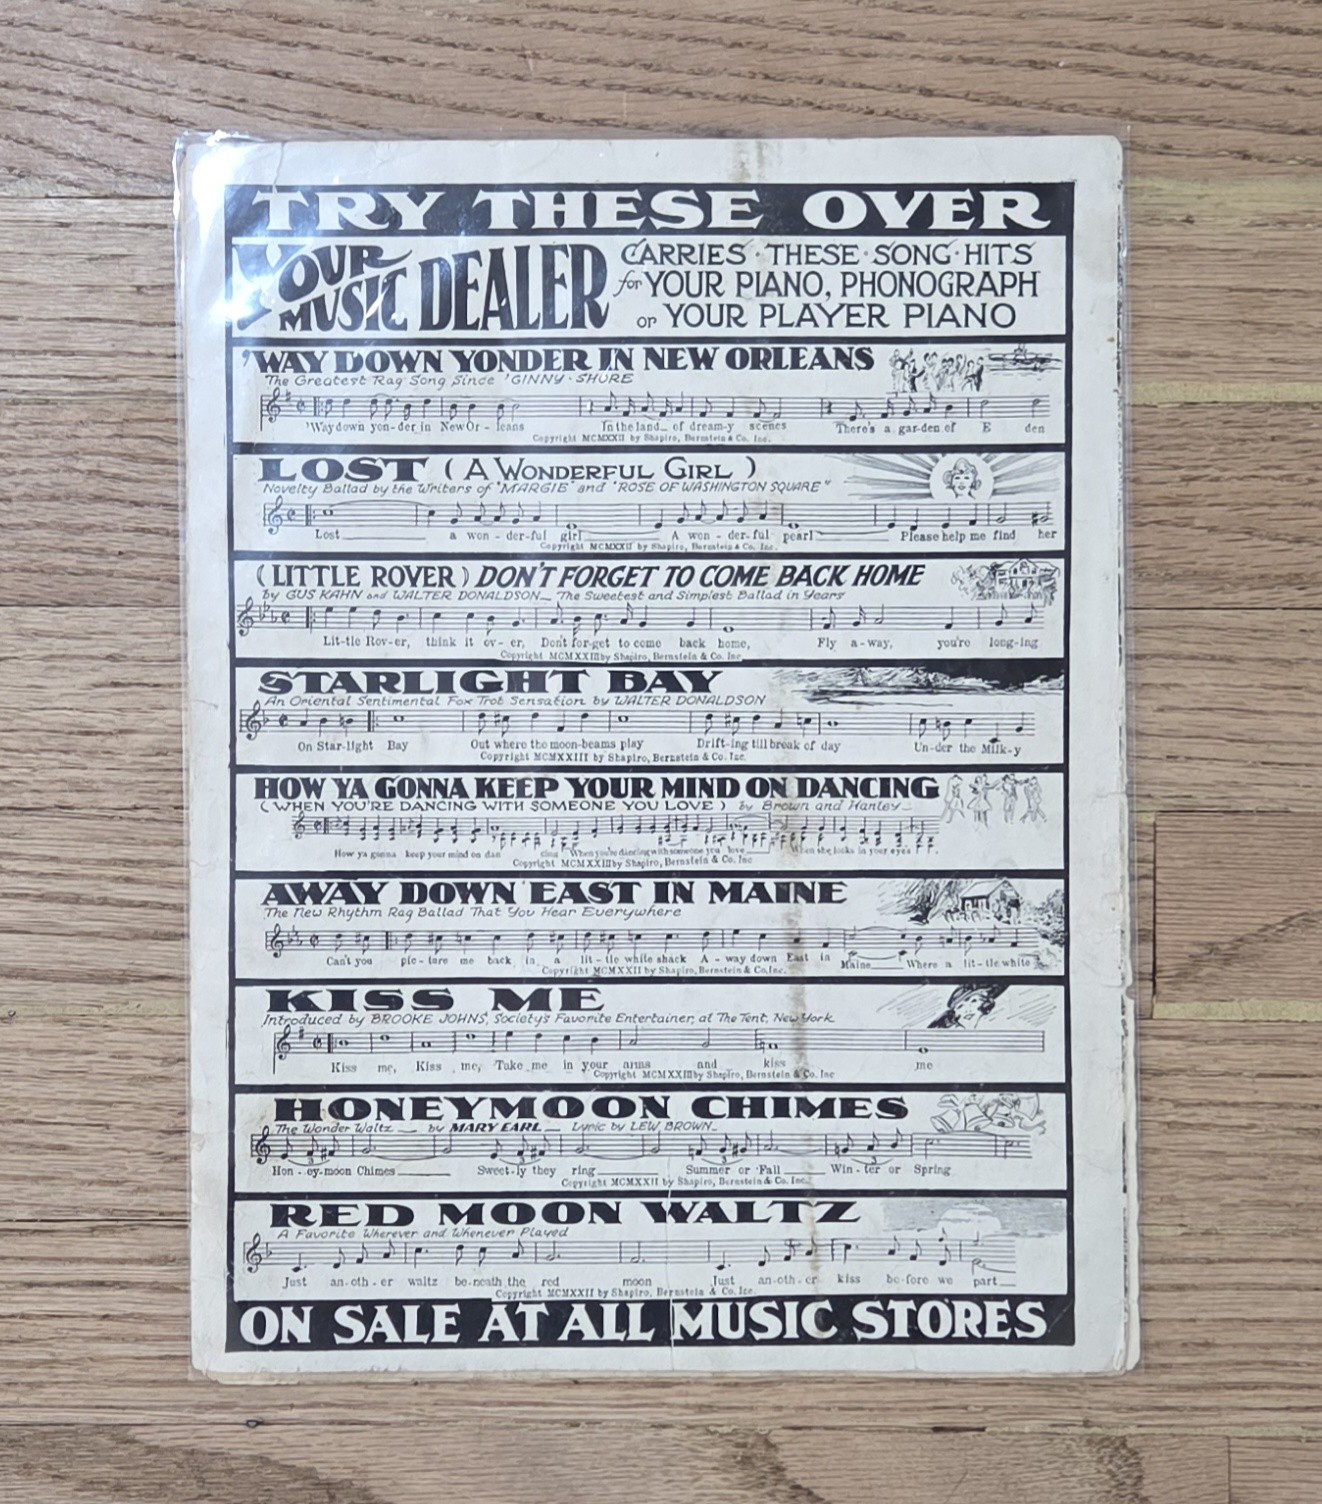 TRY THESE OVER
YOUR MUSIC DEALER
CARRIES · THESE · SONG · HITS
for YOUR PIANO, PHONOGRAPH
or YOUR PLAYER PIANO
'WAY DOWN YONDER IN NEW ORLEANS
The Greatest Rag Song Since 'GINNY · SHORE
'Way down yon-der in New Or - leans In the land of dream-y scenes There's a gar-den of E den
Copyright MCMXXII by Shapiro, Bernstein & Co. Inc.
LOST (A WONDERFUL GIRL)
Novelty Ballad by the Writers of "MARGIE" and "ROSE OF WASHINGTON SQUARE"
Lost a won - der-ful girl A won - der- ful pearl Please help me find her
Copyright MCMXXII by Shapiro, Bernstein & Co. Inc.
(LITTLE ROVER) DON'T FORGET TO COME BACK HOME
by GUS KAHN and WALTER DONALDSON_ The Sweetest and Simplest Ballad in Years
Lit-tle Rov-er, think it ov- er, Don't for-get to come back home, Fly a-way, you're long-ing
Copyright MCMXXIII by Shapiro, Bernstein & Co. Inc.
STARLIGHT BAY
An Oriental Sentimental Fox Trot Sensation by WALTER DONALDSON
On Star-light Bay Out where the moon-beams play Drift-ing till break of day Un-der the Milk-y
Copyright MCMXXIII by Shapiro, Bernstein & Co. Inc.
HOW YA GONNA KEEP YOUR MIND ON DANCING
(WHEN YOU'RE DANCING WITH SOMEONE YOU LOVE) by Brown and Hanley_
How ya gonna keep your mind on dan cing When you're dancing with someone you love When she looks in your eyes
Copyright MCMXXIII by Shapiro, Bernstein & Co. Inc
AWAY DOWN EAST IN MAINE
The New Rhythm Rag Ballad That You Hear Everywhere
Can't you pic - ture me back in a lit - tle white shack A - way down East in Maine Where a lit - tle white
Copyright MCMXXII by Shapiro, Bernstein & Co. Inc.
KISS ME
Introduced by BROOKE JOHNS, Society's Favorite Entertainer, at The Tent, New York
Kiss me, Kiss me, Take me in your arms and kiss me
Copyright MCMXXIII by Shapiro, Bernstein & Co. Inc
HONEYMOON CHIMES
The Wonder Waltz _ by MARY EARL _ Lyric by LEW BROWN_
Hon - ey-moon Chimes Sweet-ly they ring Summer or Fall Win - ter or Spring
Copyright MCMXXII by Shapiro, Bernstein & Co. Inc.
RED MOON WALTZ
A Favorite Wherever and Whenever Played
Just an-oth - er waltz be-neath the red moon Just an-oth - er kiss be-fore we part
Copyright MCMXXII by Shapiro, Bernstein & Co. Inc.
ON SALE AT ALL MUSIC STORES